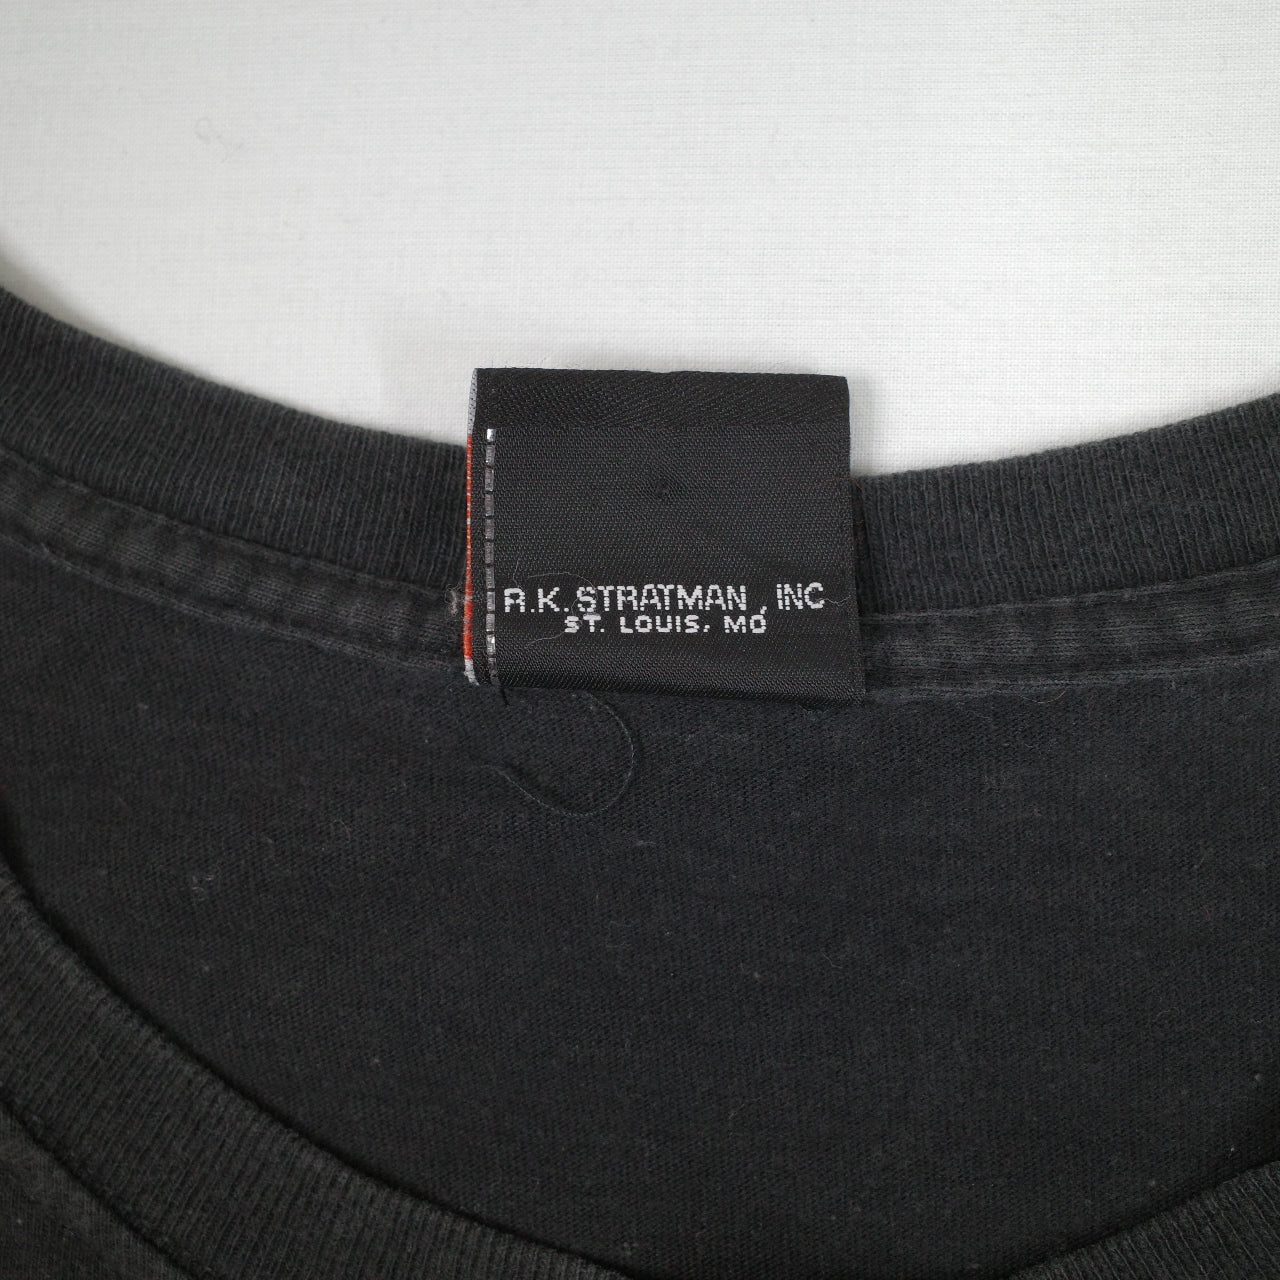 R.K. STRATMAN, INC
ST. LOUIS, MO